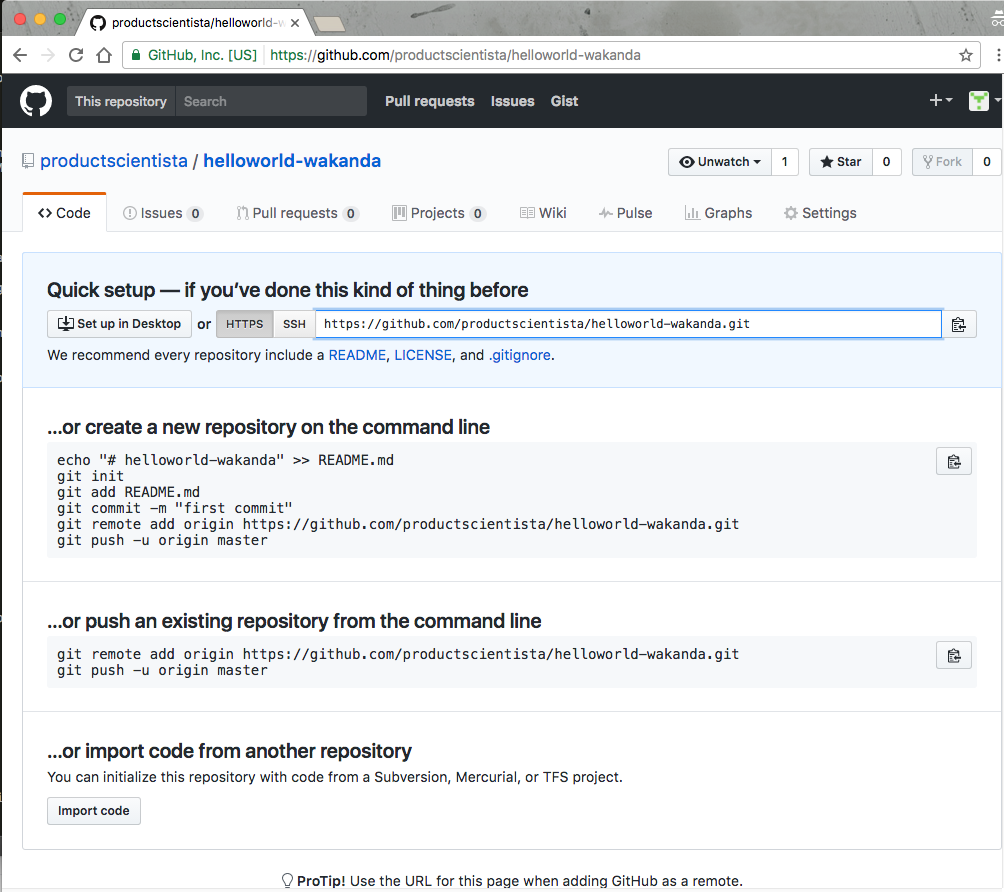 productscientista/helloworld-w
GitHub, Inc. [US] https://github.com/productscientista/helloworld-wakanda
This repository Search Pull requests Issues Gist
productscientista / helloworld-wakanda Unwatch 1 Star 0 Fork 0
Code Issues 0 Pull requests 0 Projects 0 Wiki Pulse Graphs Settings
Quick setup — if you’ve done this kind of thing before
Set up in Desktop or HTTPS SSH https://github.com/productscientista/helloworld-wakanda.git
We recommend every repository include a README, LICENSE, and .gitignore.
…or create a new repository on the command line
echo "# helloworld-wakanda" >> README.md
git init
git add README.md
git commit -m "first commit"
git remote add origin https://github.com/productscientista/helloworld-wakanda.git
git push -u origin master
…or push an existing repository from the command line
git remote add origin https://github.com/productscientista/helloworld-wakanda.git
git push -u origin master
…or import code from another repository
You can initialize this repository with code from a Subversion, Mercurial, or TFS project.
Import code
ProTip! Use the URL for this page when adding GitHub as a remote.